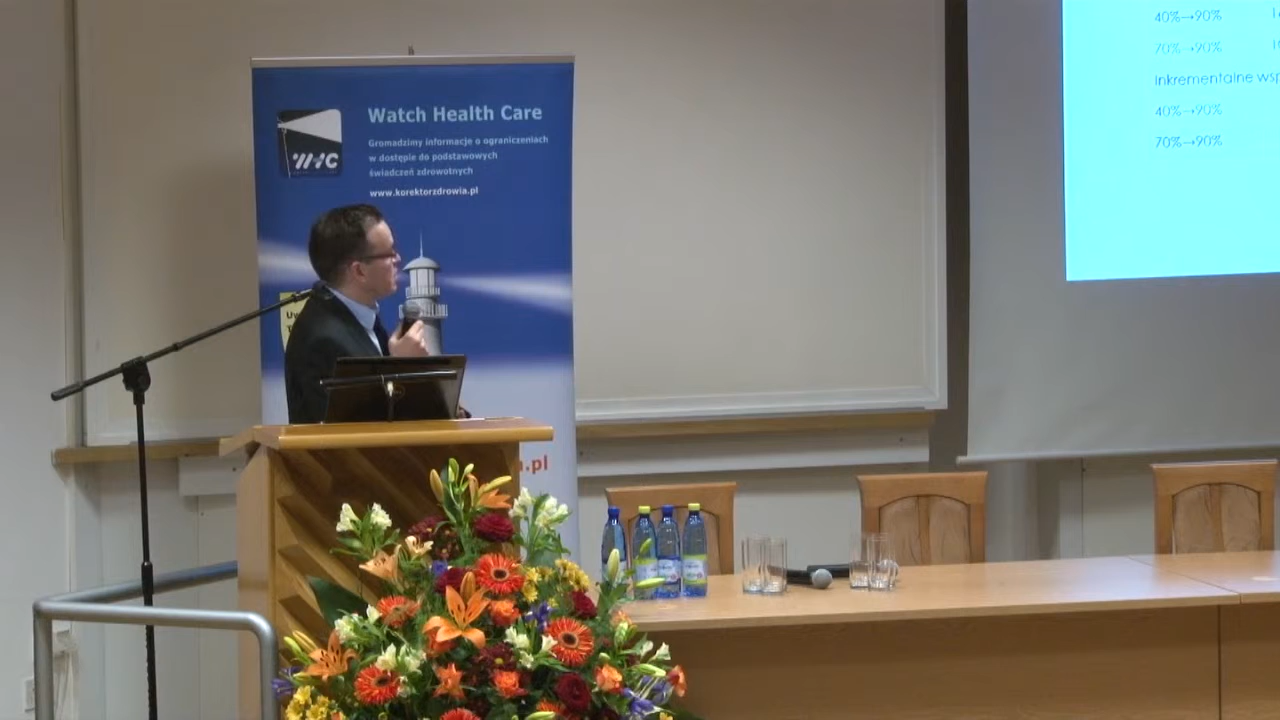 WHC
Watch Health Care
Gromadzimy informacje o ograniczeniach
w dostępie do podstawowych
świadczeń zdrowotnych
www.korektorzdrowia.pl
.pl
40%→90%
70%→90%
Inkrementalne wsp
40%→90%
70%→90%